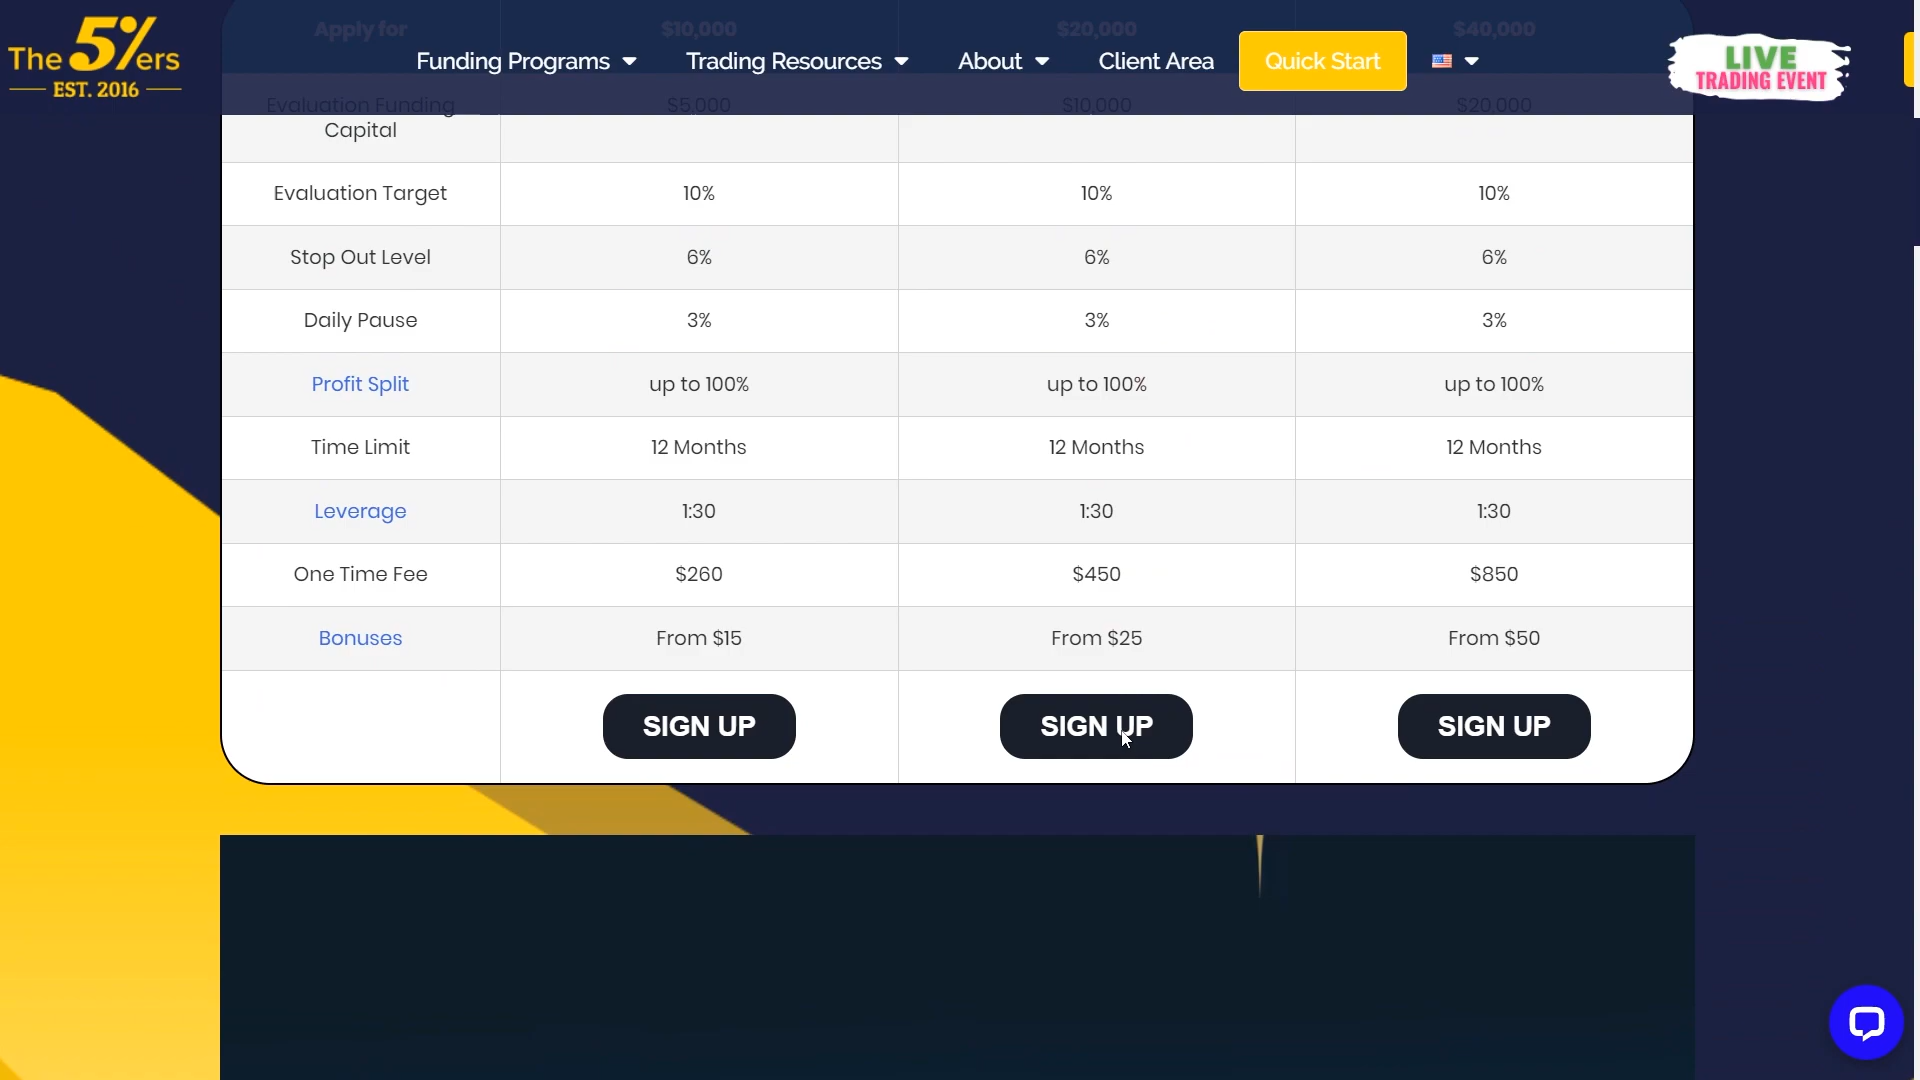 The 5%ers
EST. 2016
Funding Programs
Trading Resources
About
Client Area
Quick Start
LIVE
TRADING EVENT
Apply for $10,000 $20,000 $40,000
Evaluation Funding Capital $5,000 $10,000 $20,000
Evaluation Target 10% 10% 10%
Stop Out Level 6% 6% 6%
Daily Pause 3% 3% 3%
Profit Split up to 100% up to 100% up to 100%
Time Limit 12 Months 12 Months 12 Months
Leverage 1:30 1:30 1:30
One Time Fee $260 $450 $850
Bonuses From $15 From $25 From $50
SIGN UP SIGN UP SIGN UP